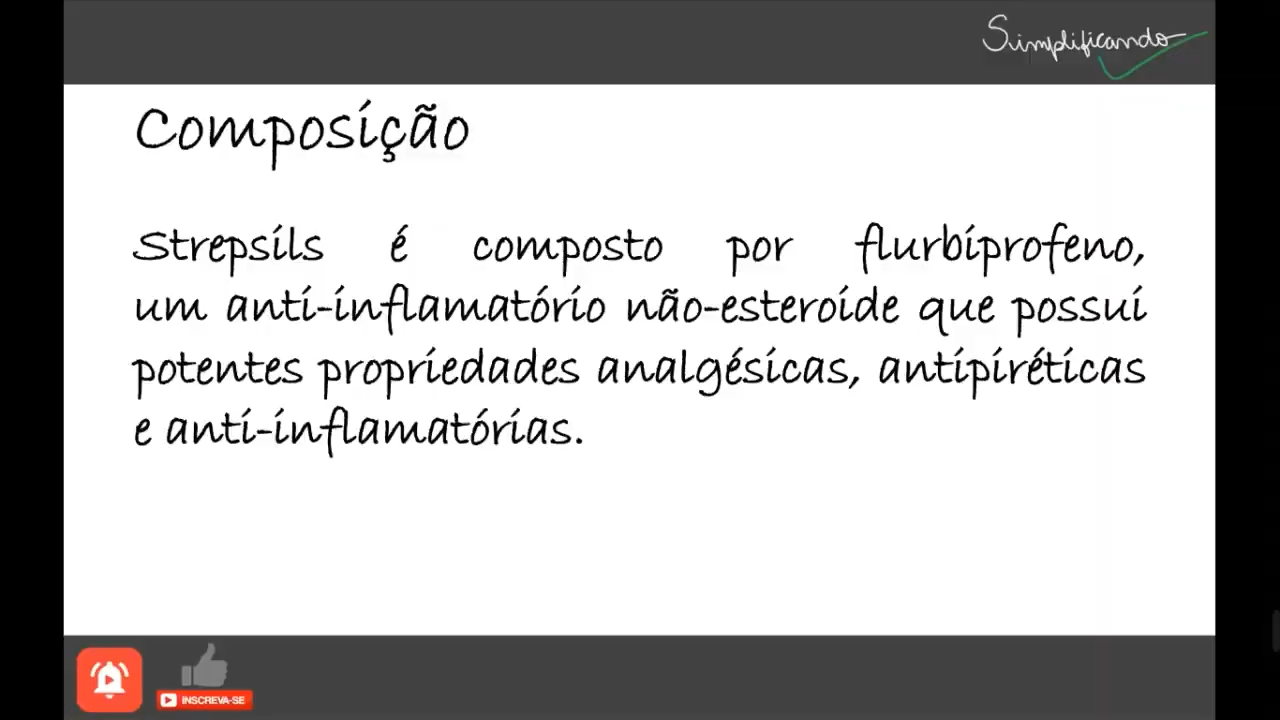 Simplificando
Composição
Strepsils é composto por flurbiprofeno,
um anti-inflamatório não-esteroide que possui
potentes propriedades analgésicas, antipiréticas
e anti-inflamatórias.
INSCREVA-SE